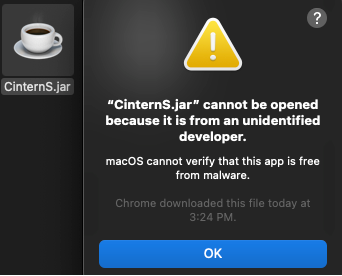 ?
CinternS.jar
“CinternS.jar” cannot be opened
because it is from an unidentified
developer.
macOS cannot verify that this app is free
from malware.
Chrome downloaded this file today at
3:24 PM.
OK